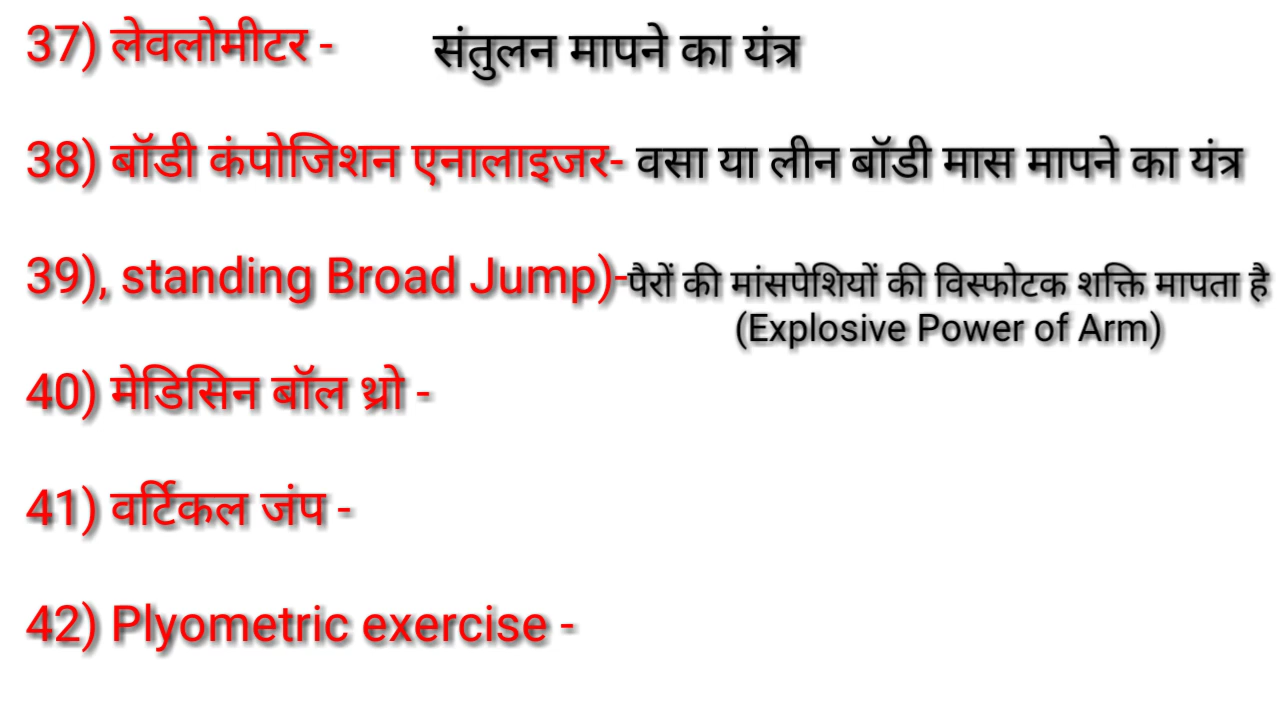 37) लेवलोमीटर - संतुलन मापने का यंत्र
38) बॉडी कंपोजिशन एनालाइजर- वसा या लीन बॉडी मास मापने का यंत्र
39), standing Broad Jump)-पैरों की मांसपेशियों की विस्फोटक शक्ति मापता है
(Explosive Power of Arm)
40) मेडिसिन बॉल थ्रो -
41) वर्टिकल जंप -
42) Plyometric exercise -